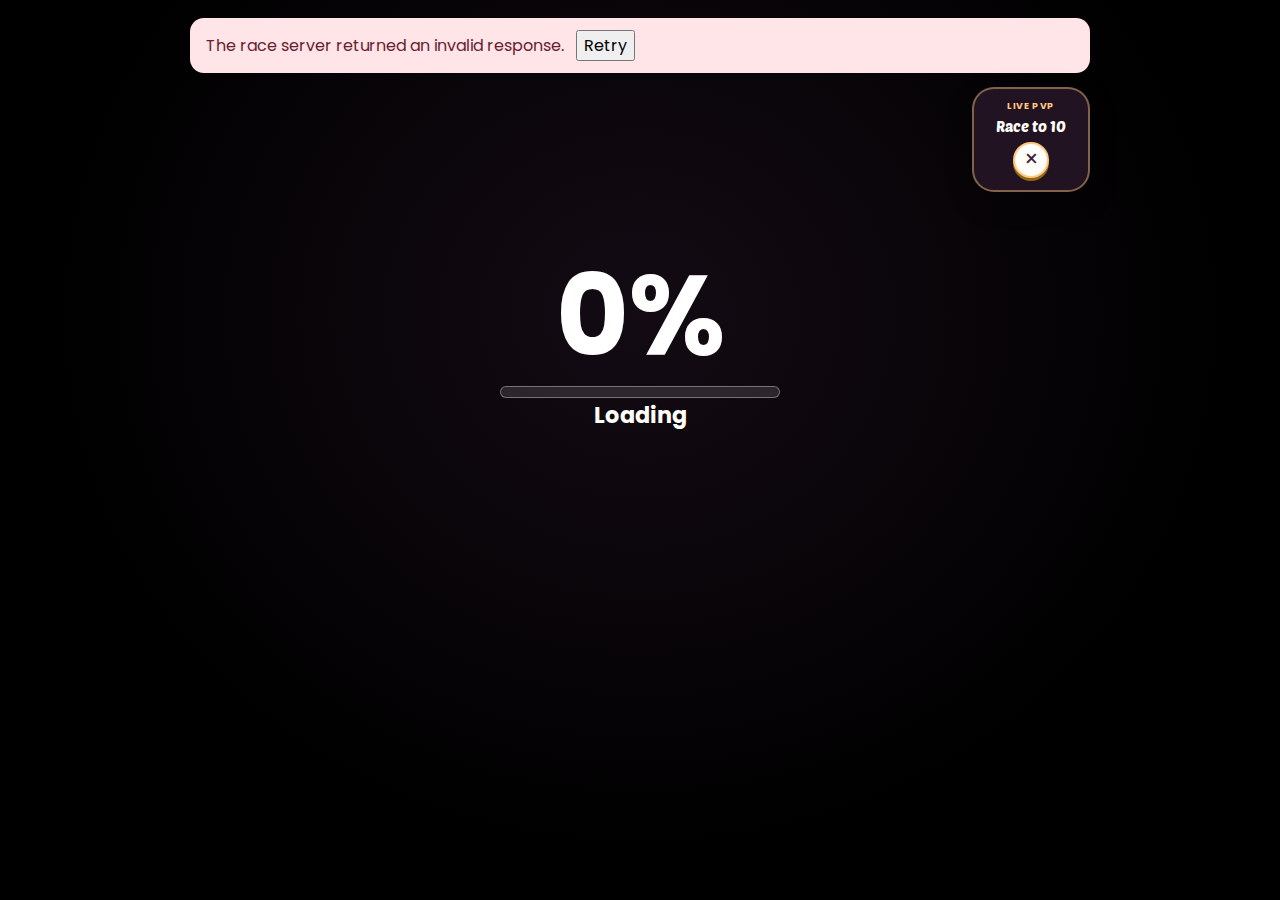 The race server returned an invalid response. Retry
LIVE PVP
Race to 10
✕
0%
Loading